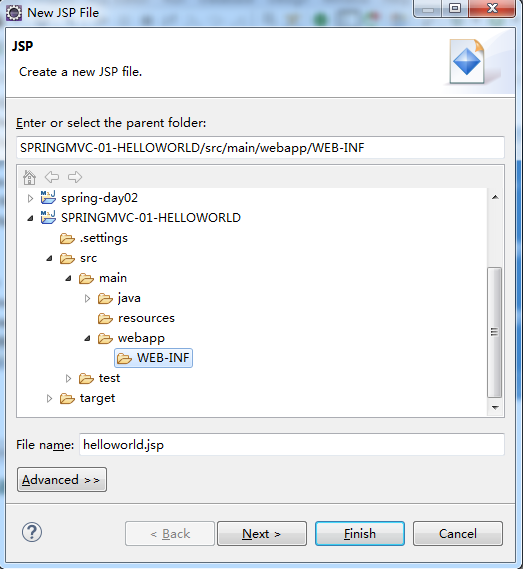 New JSP File
JSP
Create a new JSP file.
Enter or select the parent folder:
SPRINGMVC-01-HELLOWORLD/src/main/webapp/WEB-INF
spring-day02
SPRINGMVC-01-HELLOWORLD
.settings
src
main
java
resources
webapp
WEB-INF
test
target
File name: helloworld.jsp
Advanced >>
< Back Next > Finish Cancel